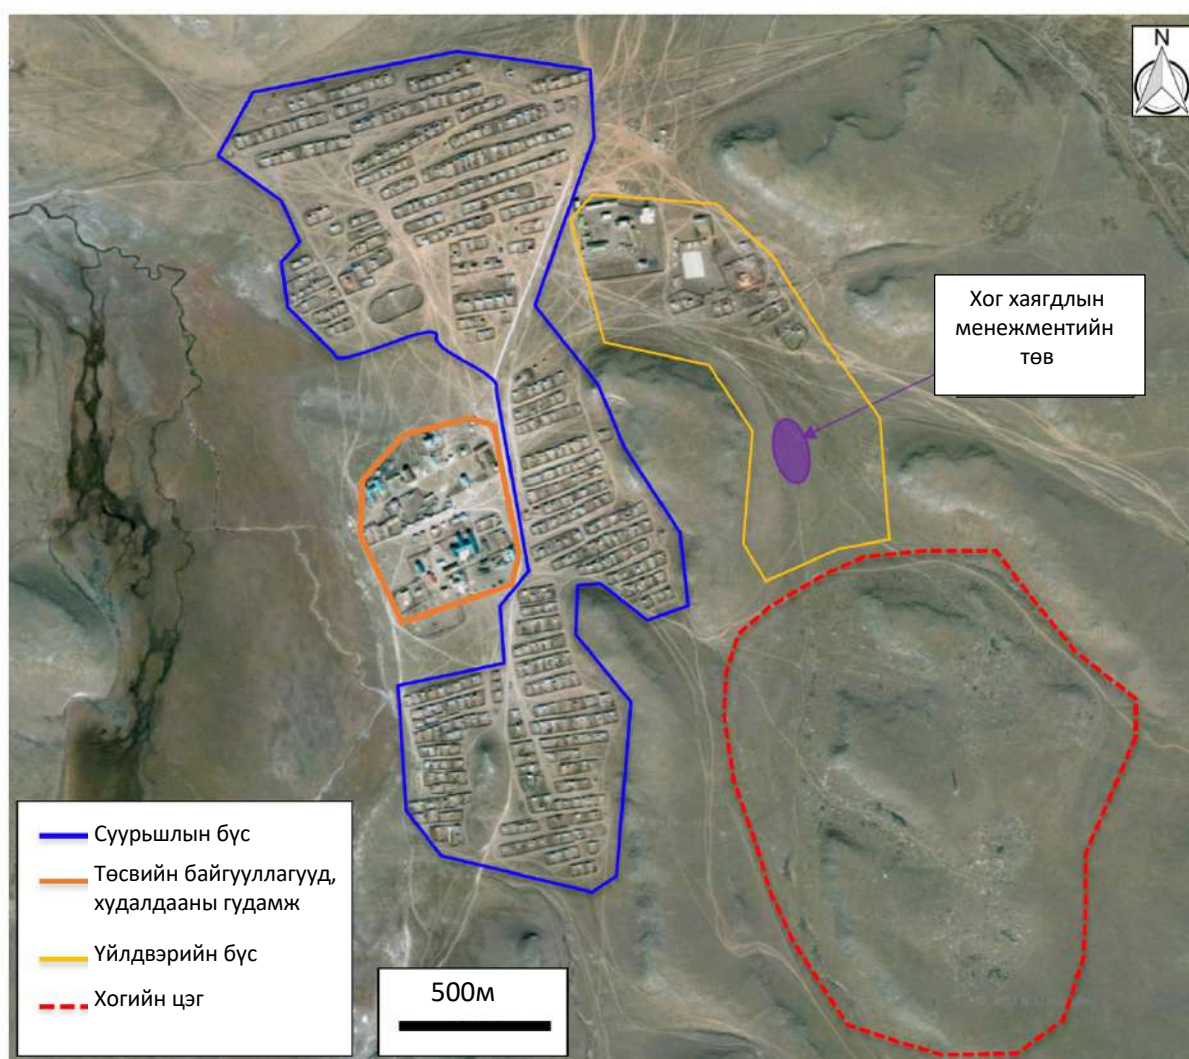 N
Хог хаягдлын
менежментийн
төв
Суурьшлын бүс
Төсвийн байгууллагууд,
худалдааны гудамж
Үйлдвэрийн бүс
Хогийн цэг
500м